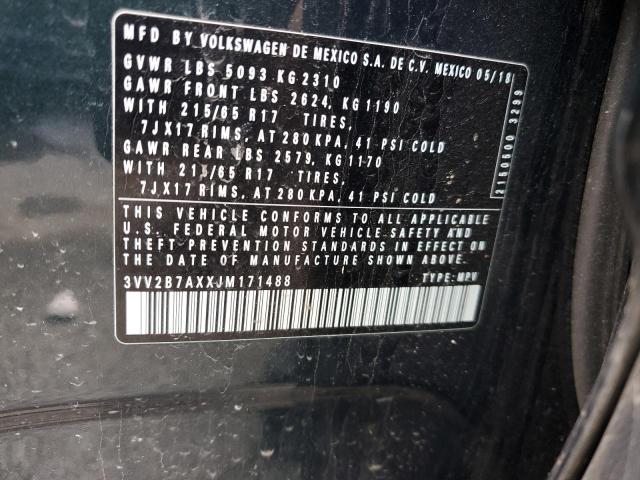 MFD BY VOLKSWAGEN DE MEXICO S.A. DE C.V. MEXICO 05/18
GVWR LBS 5093 KG 2310
GAWR FRONT LBS 2624, KG 1190
WITH 215/65 R17 TIRES,
7JX17 RIMS, AT 280 KPA, 41 PSI COLD
GAWR REAR LBS 2579, KG 1170
WITH 215/65 R17 TIRES,
7JX17 RIMS, AT 280 KPA, 41 PSI COLD
2150500 3299
THIS VEHICLE CONFORMS TO ALL APPLICABLE
U.S. FEDERAL MOTOR VEHICLE SAFETY AND
THEFT PREVENTION STANDARDS IN EFFECT ON
THE DATE OF MANUFACTURE SHOWN ABOVE.
3VV2B7AXXJM171488 TYPE: MPV